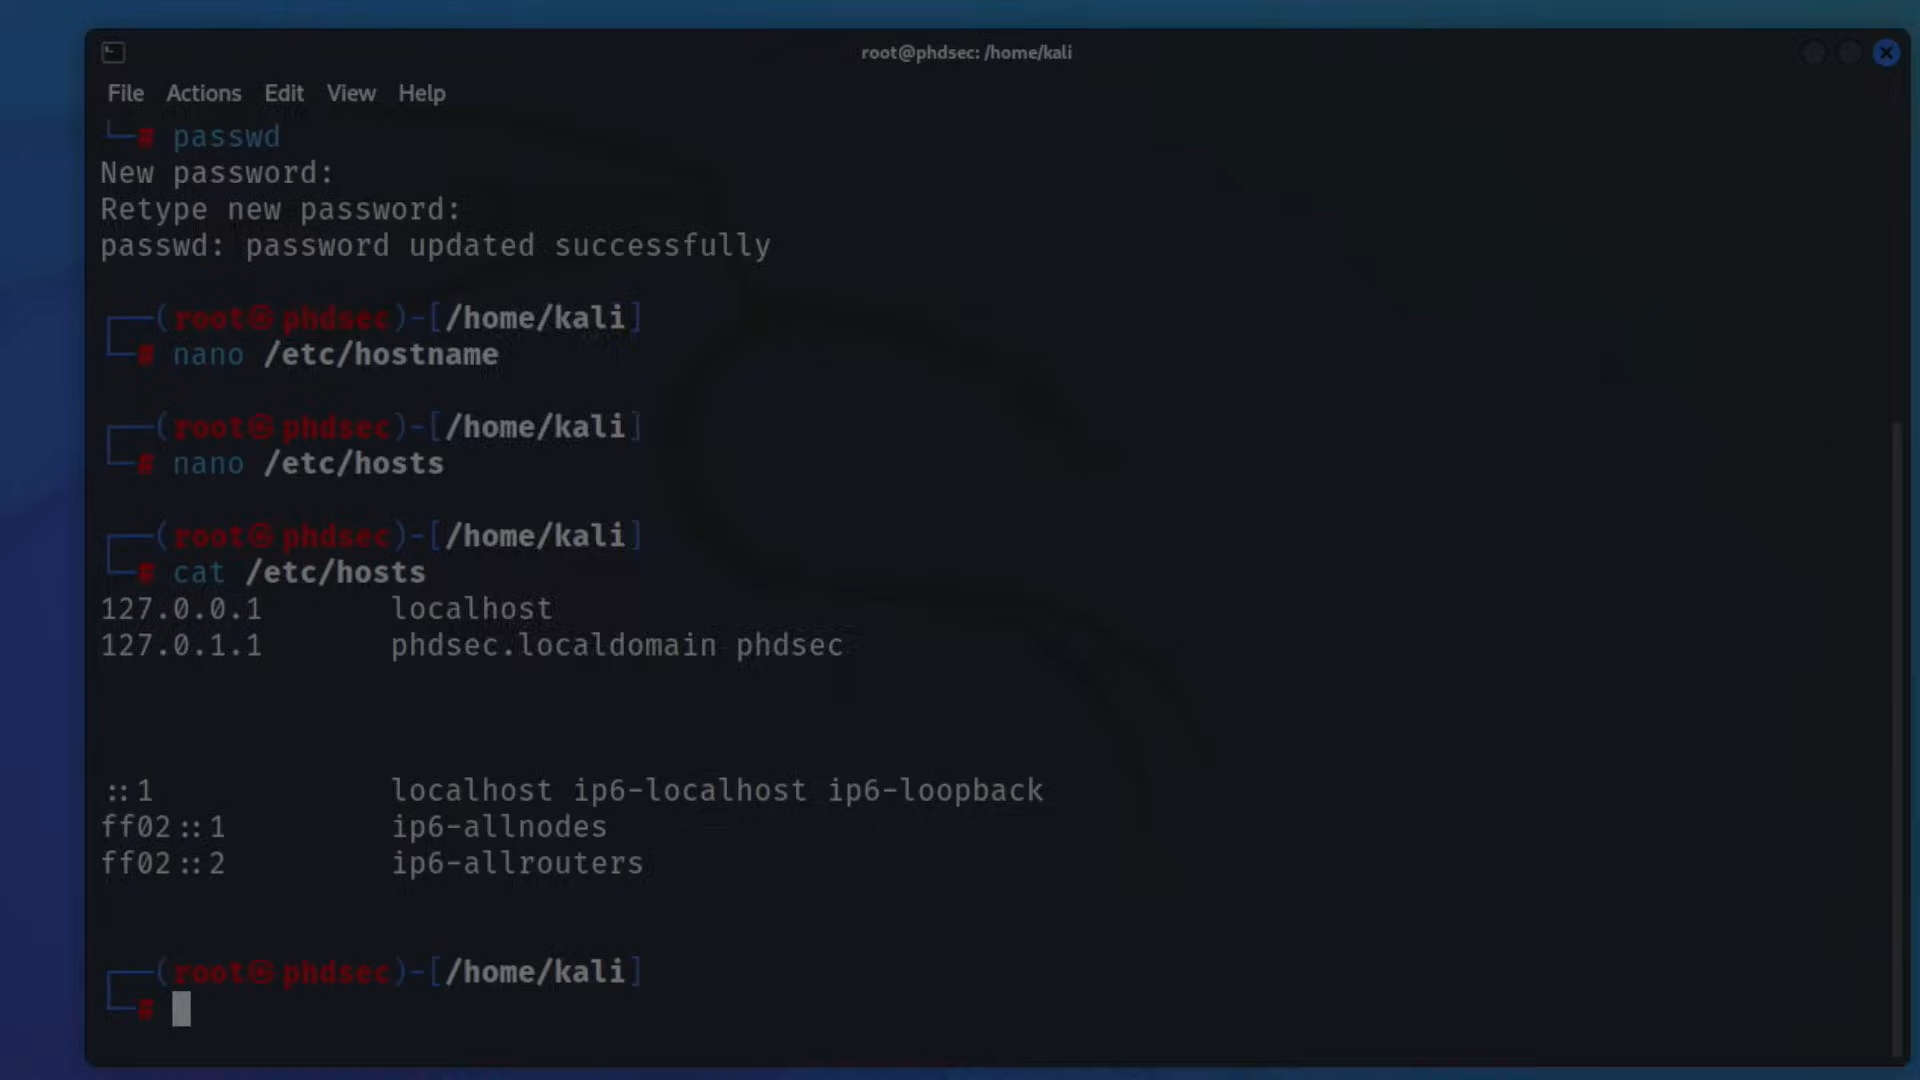 root@phdsec: /home/kali
File Actions Edit View Help
└─# passwd
New password:
Retype new password:
passwd: password updated successfully
┌──(root㉿phdsec)-[/home/kali]
└─# nano /etc/hostname
┌──(root㉿phdsec)-[/home/kali]
└─# nano /etc/hosts
┌──(root㉿phdsec)-[/home/kali]
└─# cat /etc/hosts
127.0.0.1 localhost
127.0.1.1 phdsec.localdomain phdsec
::1 localhost ip6-localhost ip6-loopback
ff02::1 ip6-allnodes
ff02::2 ip6-allrouters
┌──(root㉿phdsec)-[/home/kali]
└─#